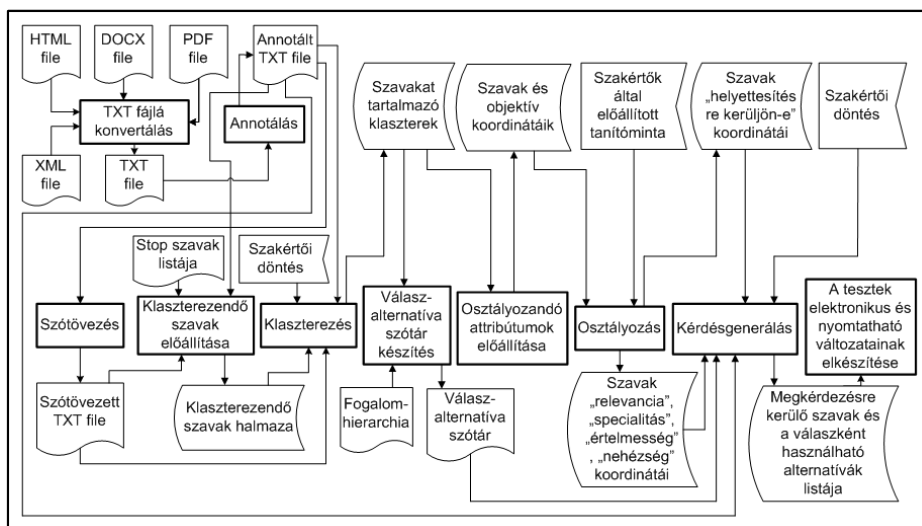 HTML
file
DOCX
file
PDF
file
Annotált
TXT file
TXT fájlá
konvertálás
Annotálás
XML
file
TXT
file
Szavakat
tartalmazó
klaszterek
Szavak és
objektív
koordinátáik
Szakértők
által
előállított
tanítóminta
Szavak
„helyettesítés
re kerüljön-e”
koordinátái
Szakértői
döntés
Stop szavak
listája
Szakértői
döntés
Szótövezés
Klaszterezendő
szavak
előállítása
Klaszterezés
Válasz-
alternatíva
szótár
készítés
Osztályozandó
attribútumok
előállítása
Osztályozás
Kérdésgenerálás
A tesztek
elektronikus és
nyomtatható
változatainak
elkészítése
Szótövezett
TXT file
Klaszterezendő
szavak halmaza
Fogalom-
hierarchia
Válasz-
alternatíva
szótár
Szavak
„relevancia”,
„specialitás”,
„értelmesség”
, „nehézség”
koordinátái
Megkérdezésre
kerülő szavak és
a válaszként
használható
alternatívák
listája